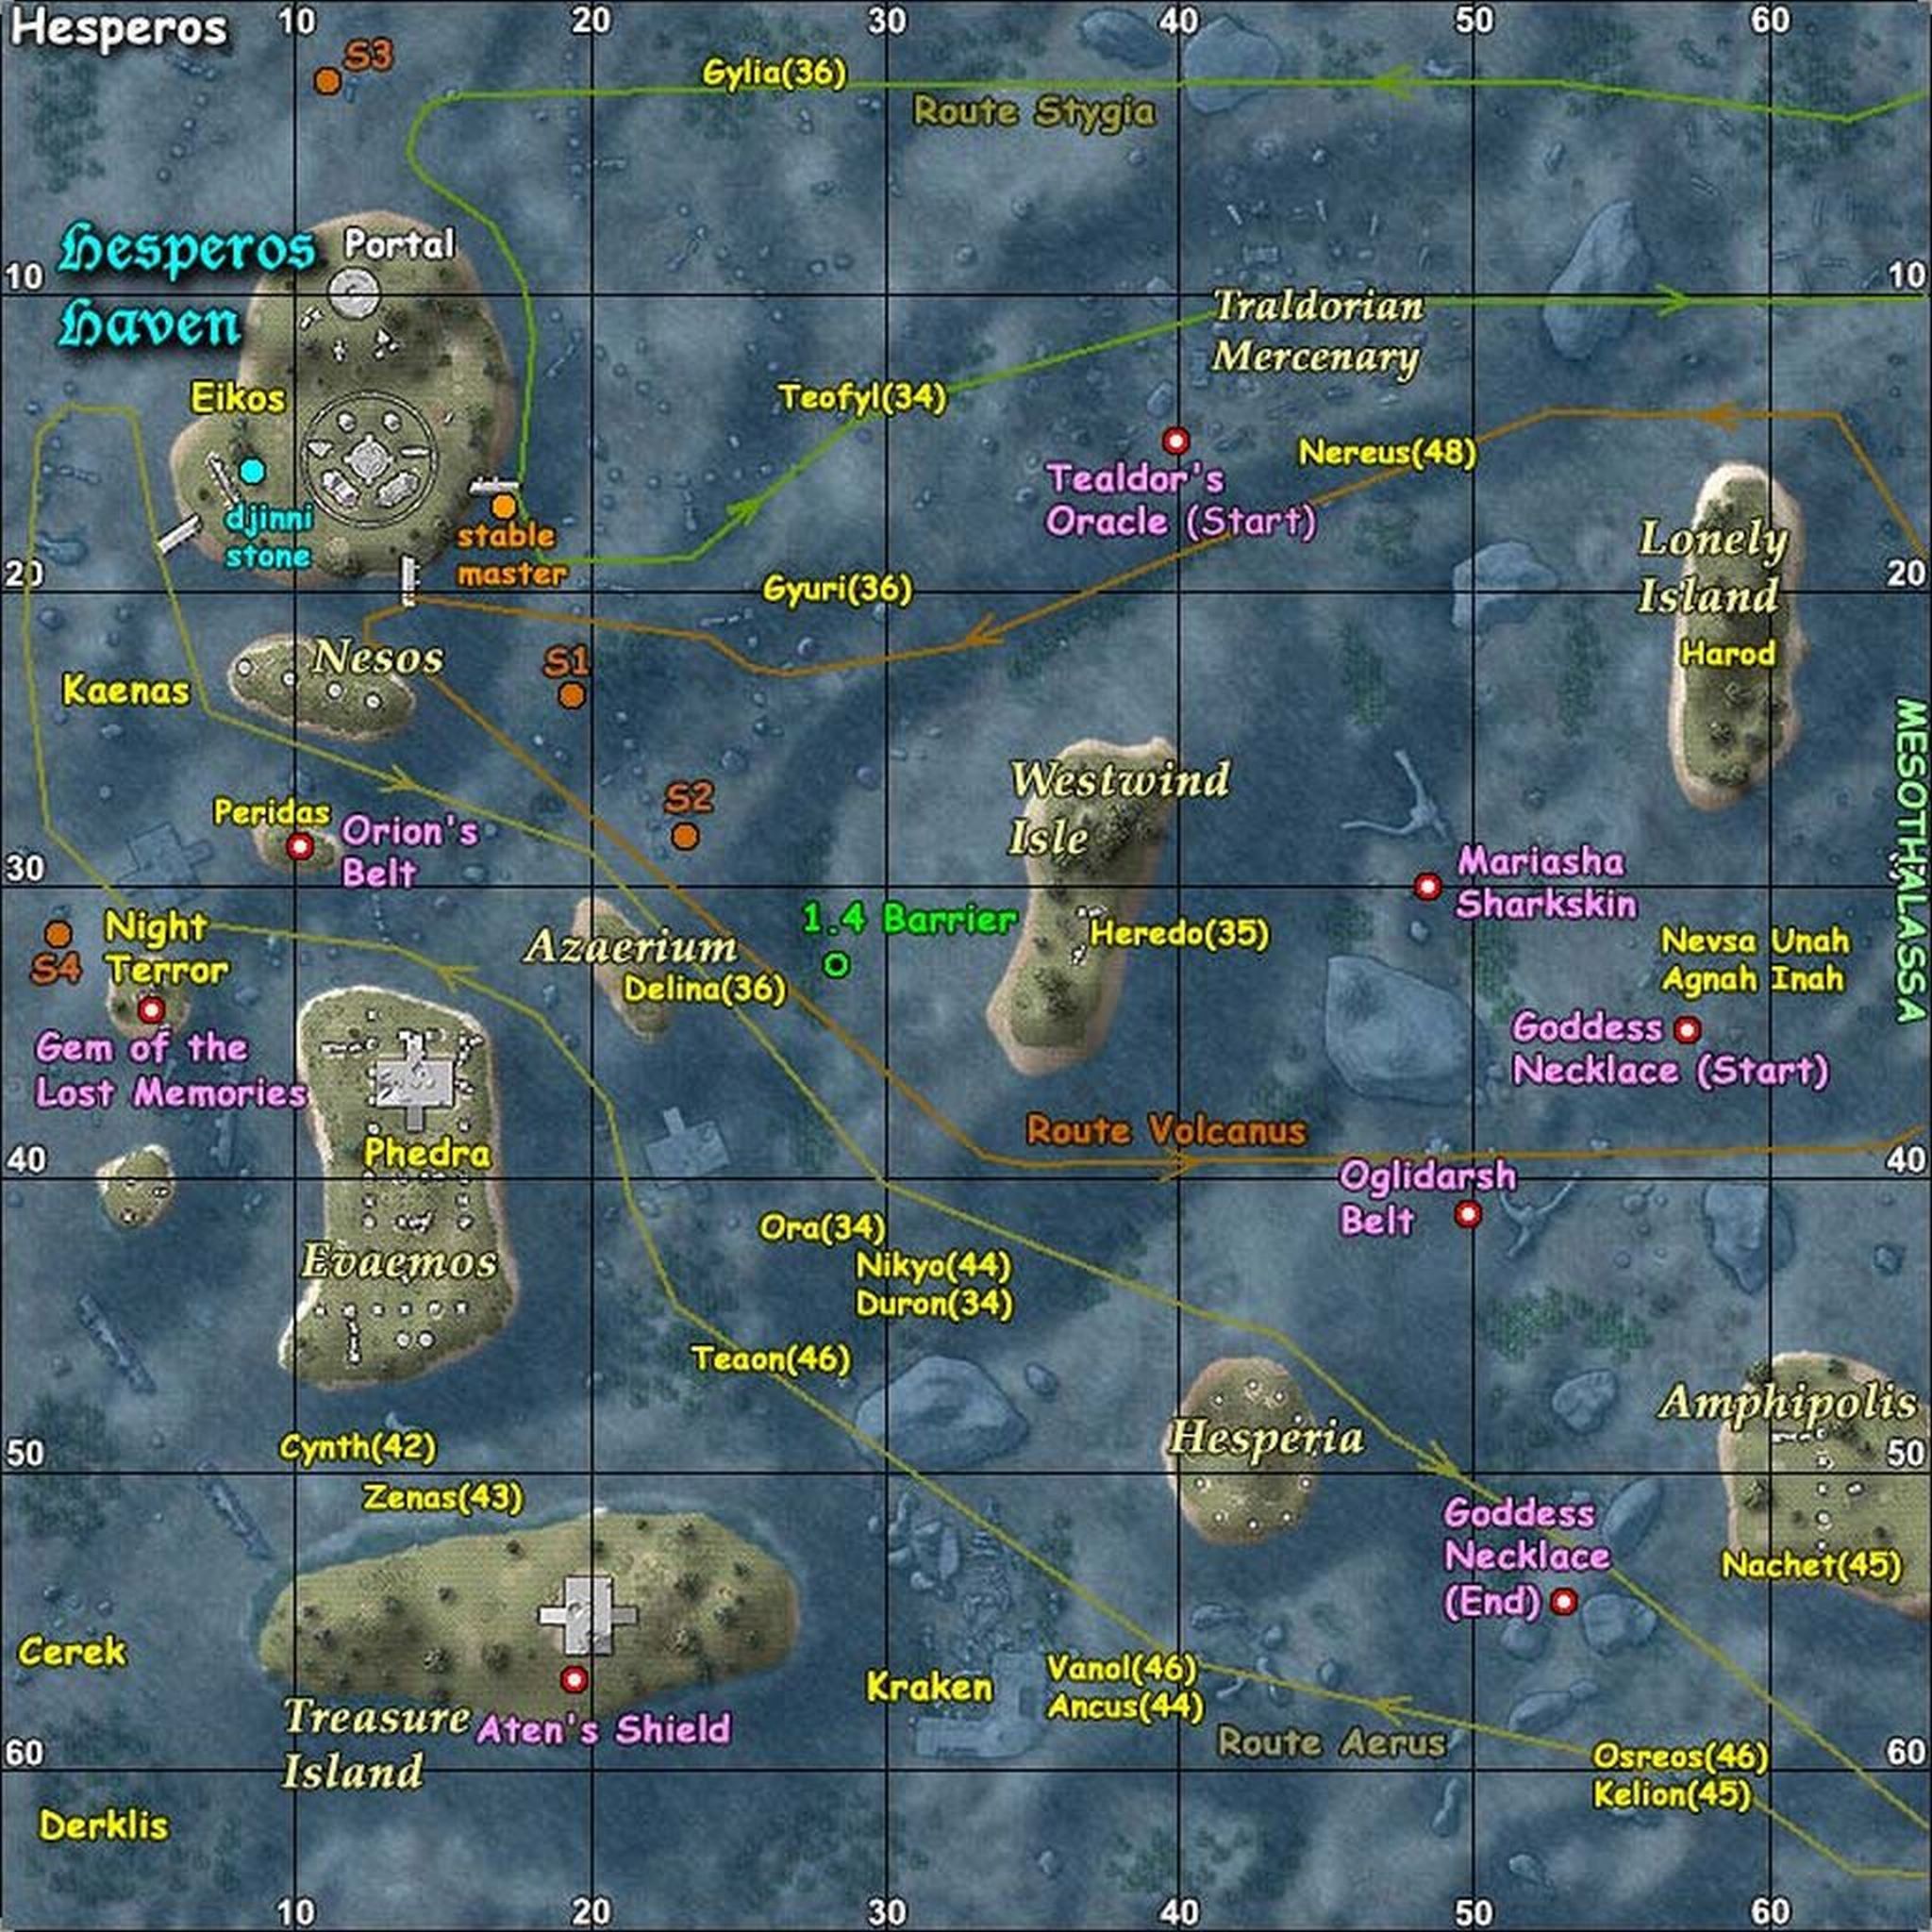 Hesperos
10 20 30 40 50 60
S3
Gylia(36)
Route Stygia
Hesperos
Haven
Portal
10
10
Traldorian
Mercenary
Eikos
Teofyl(34)
Nereus(48)
Tealdor's
Oracle (Start)
djinni
stone
stable
master
Lonely
Island
20
20
Gyuri(36)
Harod
Nesos
S1
Kaenas
MESOTHALASSA
Westwind
Isle
S2
Peridas
Orion's
Belt
30
Mariasha
Sharkskin
1.4 Barrier
Night
Terror
S4
Azaerium
Heredo(35)
Nevsa Unah
Agnah Inah
Delina(36)
Gem of the
Lost Memories
Goddess
Necklace (Start)
Route Volcanus
40
Phedra
40
Oglidarsh
Belt
Ora(34)
Evaemos
Nikyo(44)
Duron(34)
Teaon(46)
Amphipolis
Hesperia
50
Cynth(42)
50
Zenas(43)
Goddess
Necklace
(End)
Nachet(45)
Cerek
Kraken
Vanol(46)
Ancus(44)
Treasure
Island
Aten's Shield
Route Aerus
60
60
Osreos(46)
Kelion(45)
Derklis
10 20 30 40 50 60